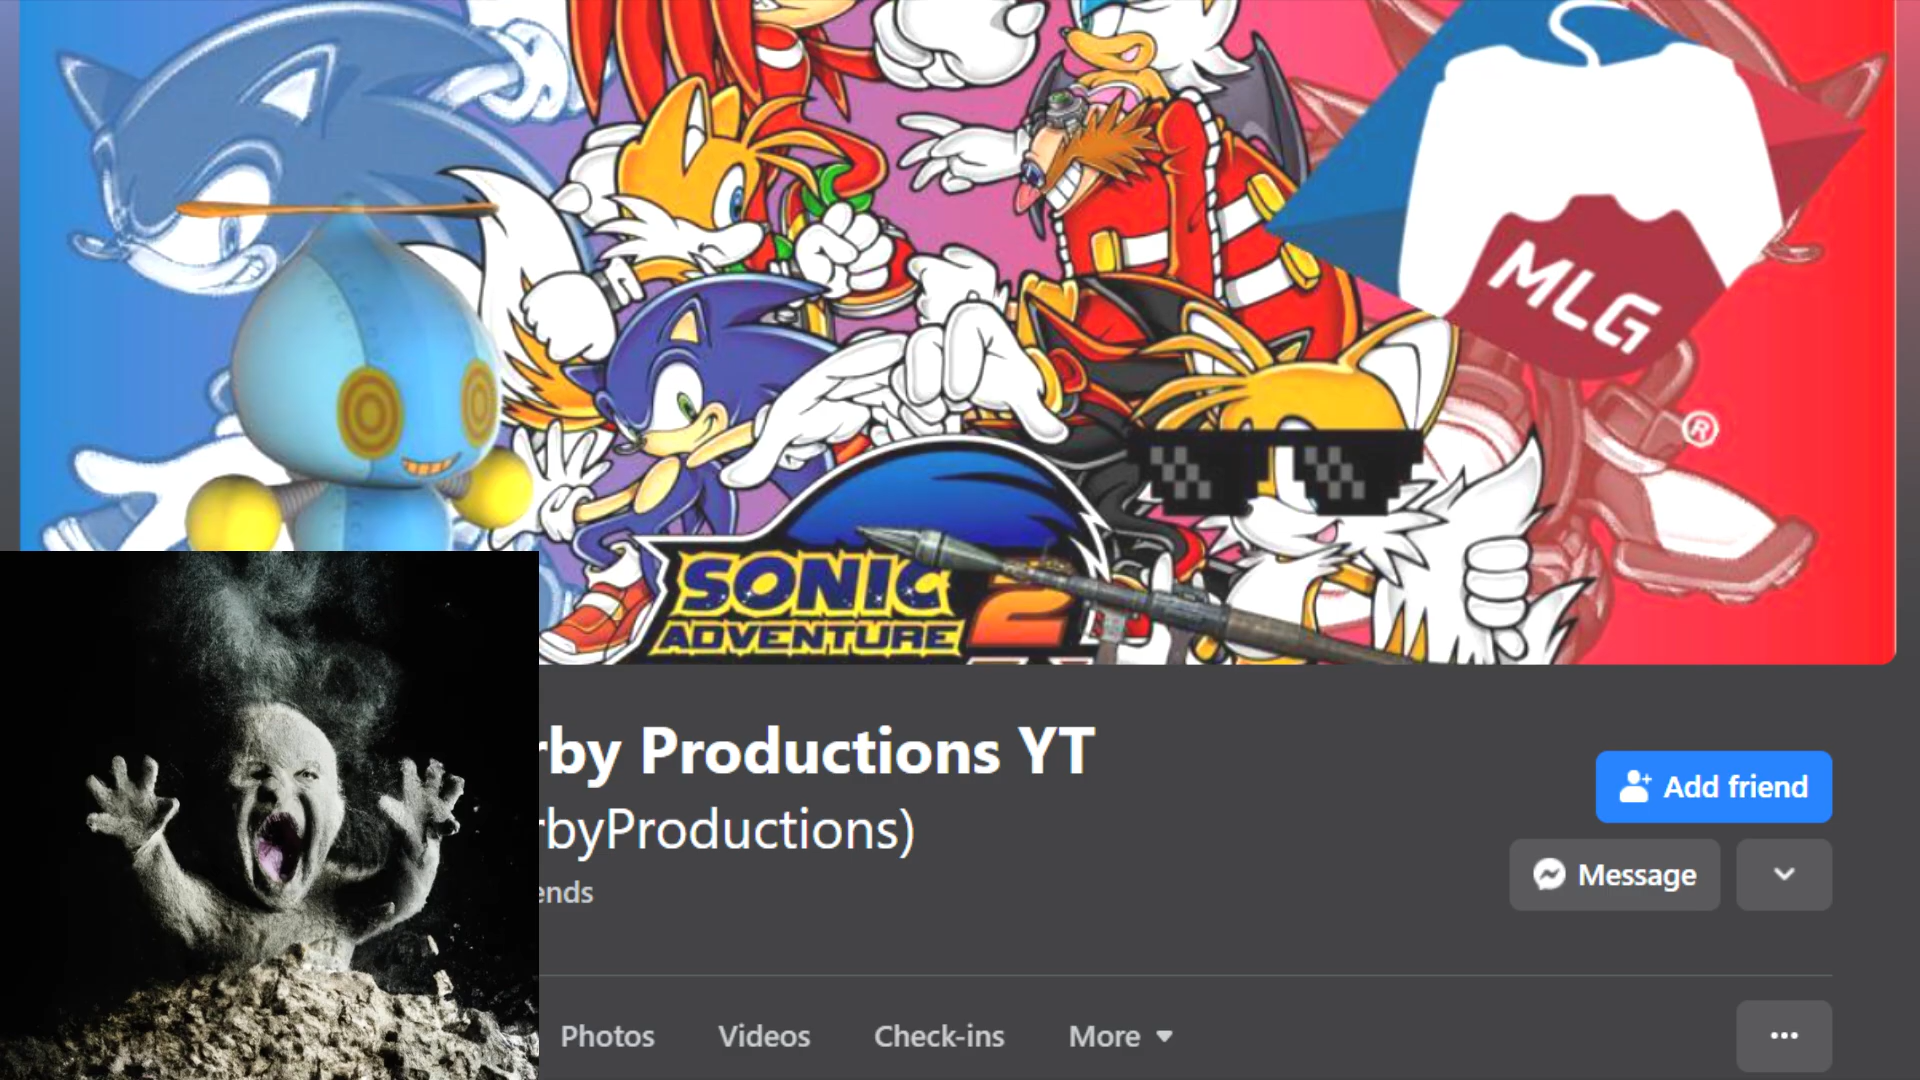 MLG
®
SONIC
ADVENTURE 2
rby Productions YT
rbyProductions)
ends
Add friend
Message
Photos
Videos
Check-ins
More